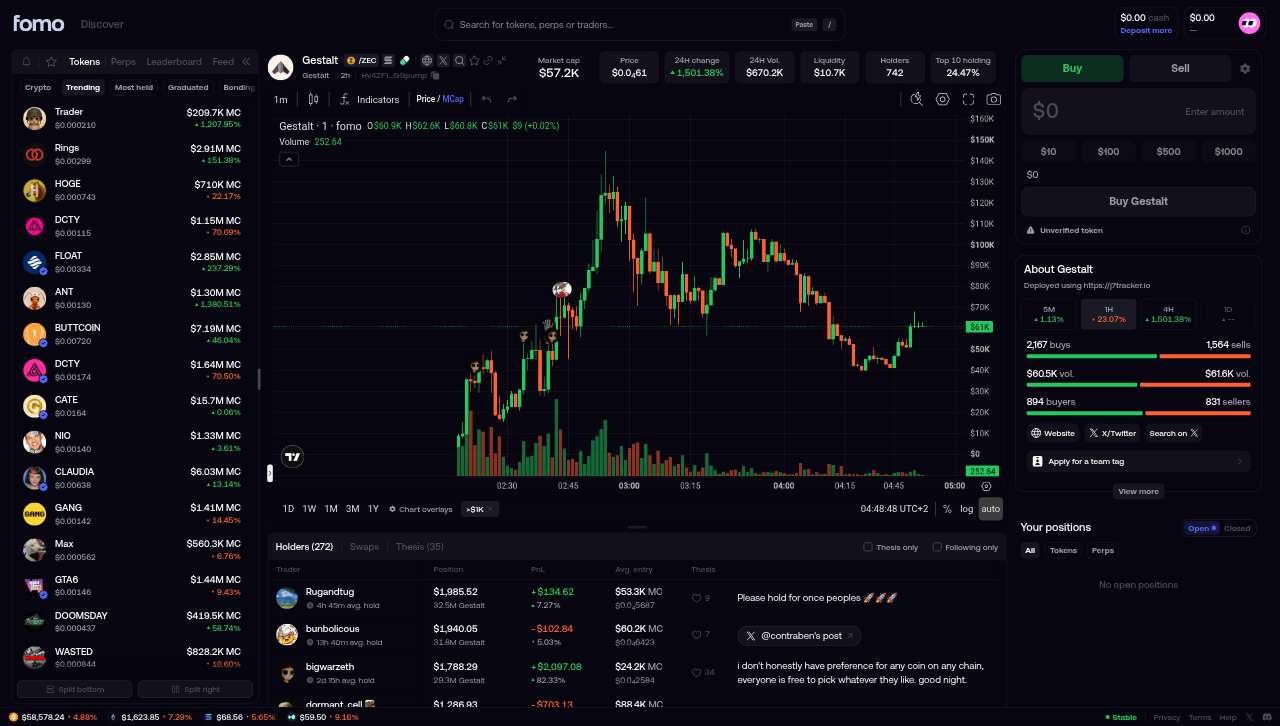 fomo Discover
Search for tokens, perps or traders... Paste /
$0.00 cash
Deposit more
$0.00
—
Tokens Perps Leaderboard Feed
Crypto Trending Most held Graduated Bonding
Trader $209.7K MC
$0.000210 1,207.95%
Rings $2.91M MC
$0.00299 151.38%
HOGE $710K MC
$0.000743 22.17%
DCTY $1.15M MC
$0.00115 70.09%
FLOAT $2.85M MC
$0.00334 237.29%
ANT $1.30M MC
$0.00130 1,380.51%
BUTTCOIN $7.19M MC
$0.00720 46.04%
DCTY $1.64M MC
$0.00174 70.50%
CATE $15.7M MC
$0.0164 0.06%
NIO $1.33M MC
$0.00140 3.61%
CLAUDIA $6.03M MC
$0.00638 13.14%
GANG $1.41M MC
$0.00142 14.45%
Max $560.3K MC
$0.000562 6.76%
GTA6 $1.44M MC
$0.00146 9.43%
DOOMSDAY $419.5K MC
$0.000437 58.74%
WASTED $828.2K MC
$0.000844 10.60%
Split bottom Split right
Gestalt /ZEC
Gestalt · 2h · Hv4ZF1...GGpump
Market cap
$57.2K
Price
$0.0₄61
24H change
1,501.38%
24H Vol.
$670.2K
Liquidity
$10.7K
Holders
742
Top 10 holding
24.47%
1m Indicators Price / MCap
Gestalt · 1 · fomo O$60.9K H$62.6K L$60.8K C$61K $9 (+0.02%)
Volume 252.64
$160K
$150K
$140K
$130K
$120K
$110K
$100K
$90K
$80K
$70K
$61K
$50K
$40K
$30K
$20K
$10K
$0
252.64
02:30 02:45 03:00 03:15 04:00 04:15 04:45 05:00
1D 1W 1M 3M 1Y Chart overlays >$1K 04:48:48 UTC+2 % log auto
Holders (272) Swaps Thesis (35) Thesis only Following only
Trader Position PnL Avg. entry Thesis
Rugandtug $1,985.52 +$134.62 $53.3K MC
4h 45m avg. hold 32.5M Gestalt 7.27% $0.0₄5687
9 Please hold for once peoples 🚀🚀🚀
bunbolicous $1,940.05 -$102.84 $60.2K MC
13h 40m avg. hold 31.8M Gestalt 5.03% $0.0₄6423
7 @contraben's post
bigwarzeth $1,788.29 +$2,097.08 $24.2K MC
2d 15h avg. hold 29.3M Gestalt 82.33% $0.0₄2584
34 i don't honestly have preference for any coin on any chain,
everyone is free to pick whatever they like. good night.
dormant_cell $1,286.93 -$703.13 $88.4K MC
Buy Sell
$0 Enter amount
$10 $100 $500 $1000
$0
Buy Gestalt
Unverified token
About Gestalt
Deployed using https://j7tracker.io
5M 1H 4H 1D
1.13% 23.07% 1,501.38% --
2,167 buys 1,564 sells
$60.5K vol. $61.6K vol.
894 buyers 831 sellers
Website X/Twitter Search on X
Apply for a team tag
View more
Your positions Open Closed
All Tokens Perps
No open positions
$58,578.24 4.88% $1,623.85 7.29% $68.56 5.65% $59.50 9.16%
Stable Privacy Terms Help